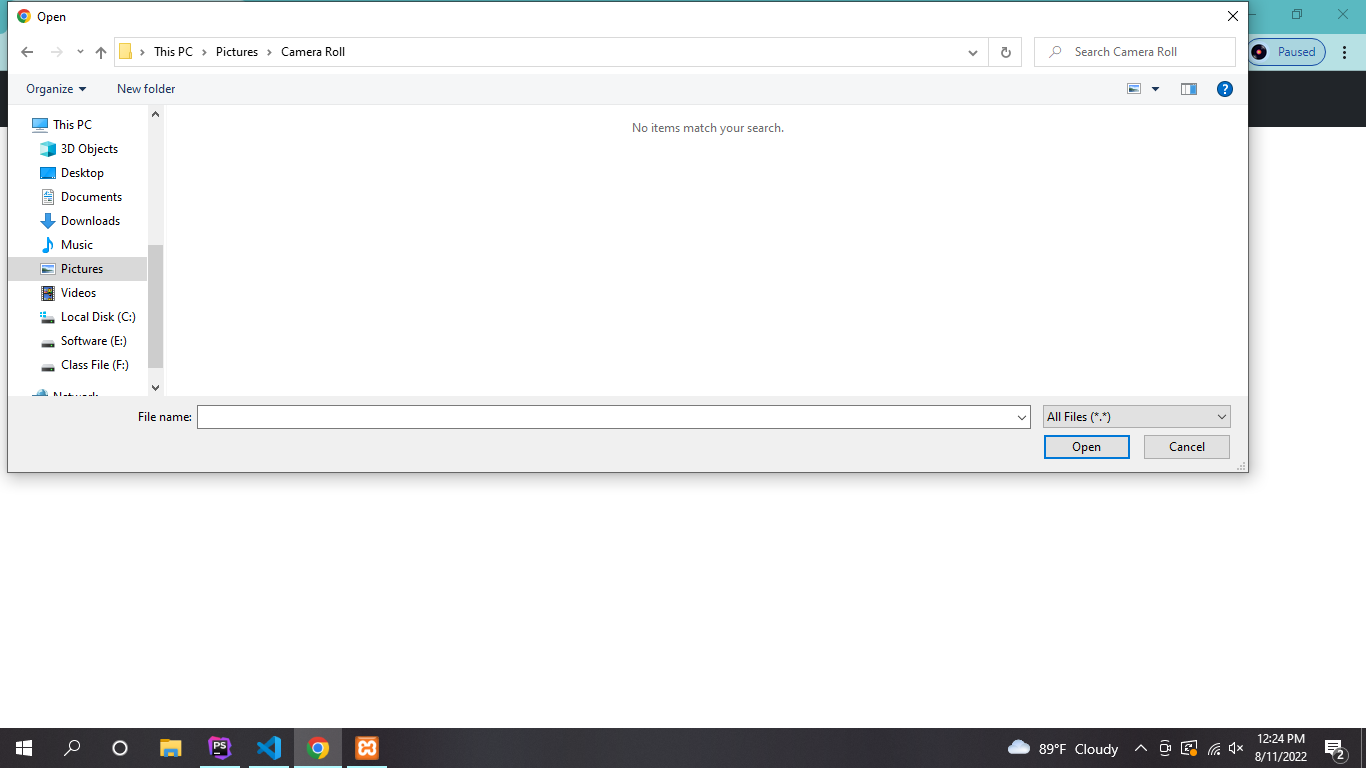 Open
This PC
Pictures
Camera Roll
Search Camera Roll
Paused
Organize
New folder
This PC
3D Objects
Desktop
Documents
Downloads
Music
Pictures
Videos
Local Disk (C:)
Software (E:)
Class File (F:)
Network
No items match your search.
File name:
All Files (*.*)
Open
Cancel
PS
89°F Cloudy
12:24 PM
8/11/2022
2